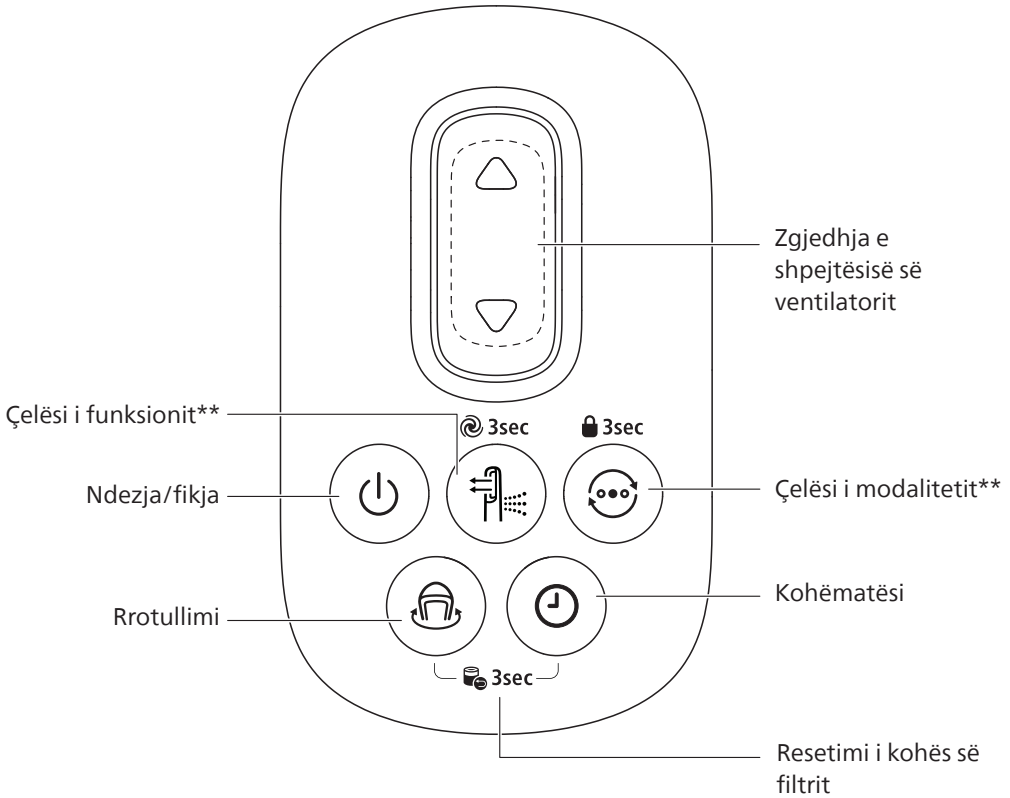 Zgjedhja e
shpejtësisë së
ventilatorit
Çelësi i funksionit**
3sec
3sec
Ndezja/fikja
Çelësi i modalitetit**
Rrotullimi
Kohëmatësi
3sec
Resetimi i kohës së
filtrit